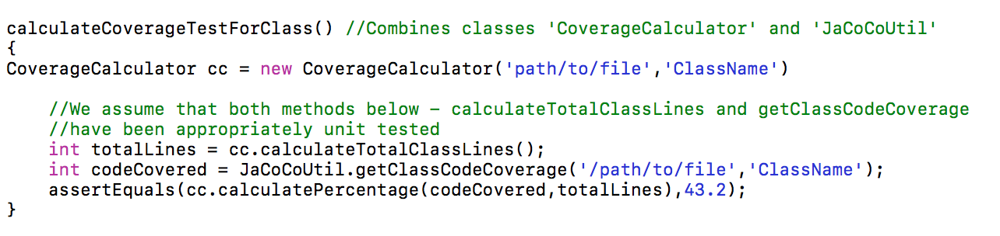 calculateCoverageTestForClass() //Combines classes 'CoverageCalculator' and 'JaCoCoUtil'
{
CoverageCalculator cc = new CoverageCalculator('path/to/file','ClassName')
//We assume that both methods below – calculateTotalClassLines and getClassCodeCoverage
//have been appropriately unit tested
int totalLines = cc.calculateTotalClassLines();
int codeCovered = JaCoCoUtil.getClassCodeCoverage('/path/to/file','ClassName');
assertEquals(cc.calculatePercentage(codeCovered,totalLines),43.2);
}